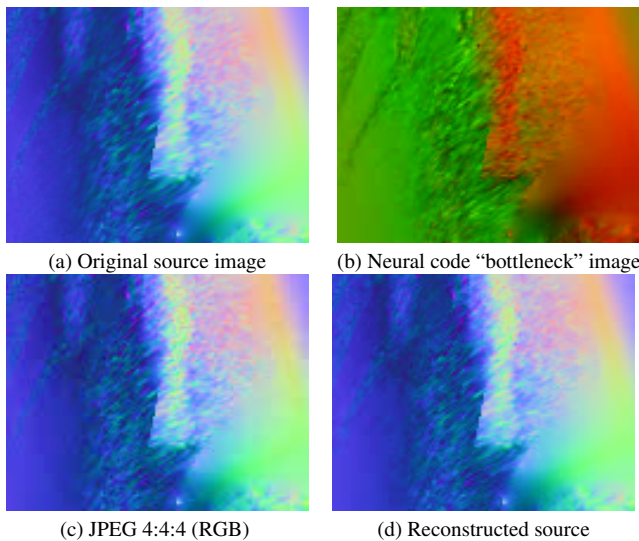 (a) Original source image
(b) Neural code “bottleneck” image
(c) JPEG 4:4:4 (RGB)
(d) Reconstructed source